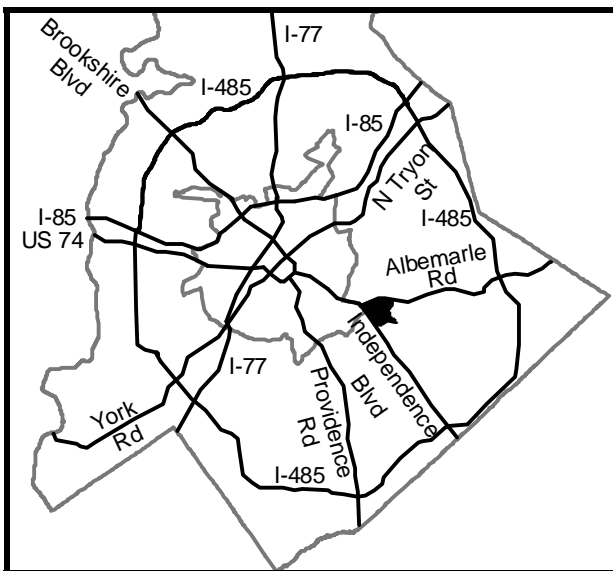 I-77
Brookshire
Blvd
I-485
I-85
N Tryon
St
I-85
US 74
I-485
Albemarle
Rd
Independence
Blvd
I-77
Providence
Rd
York
Rd
I-485